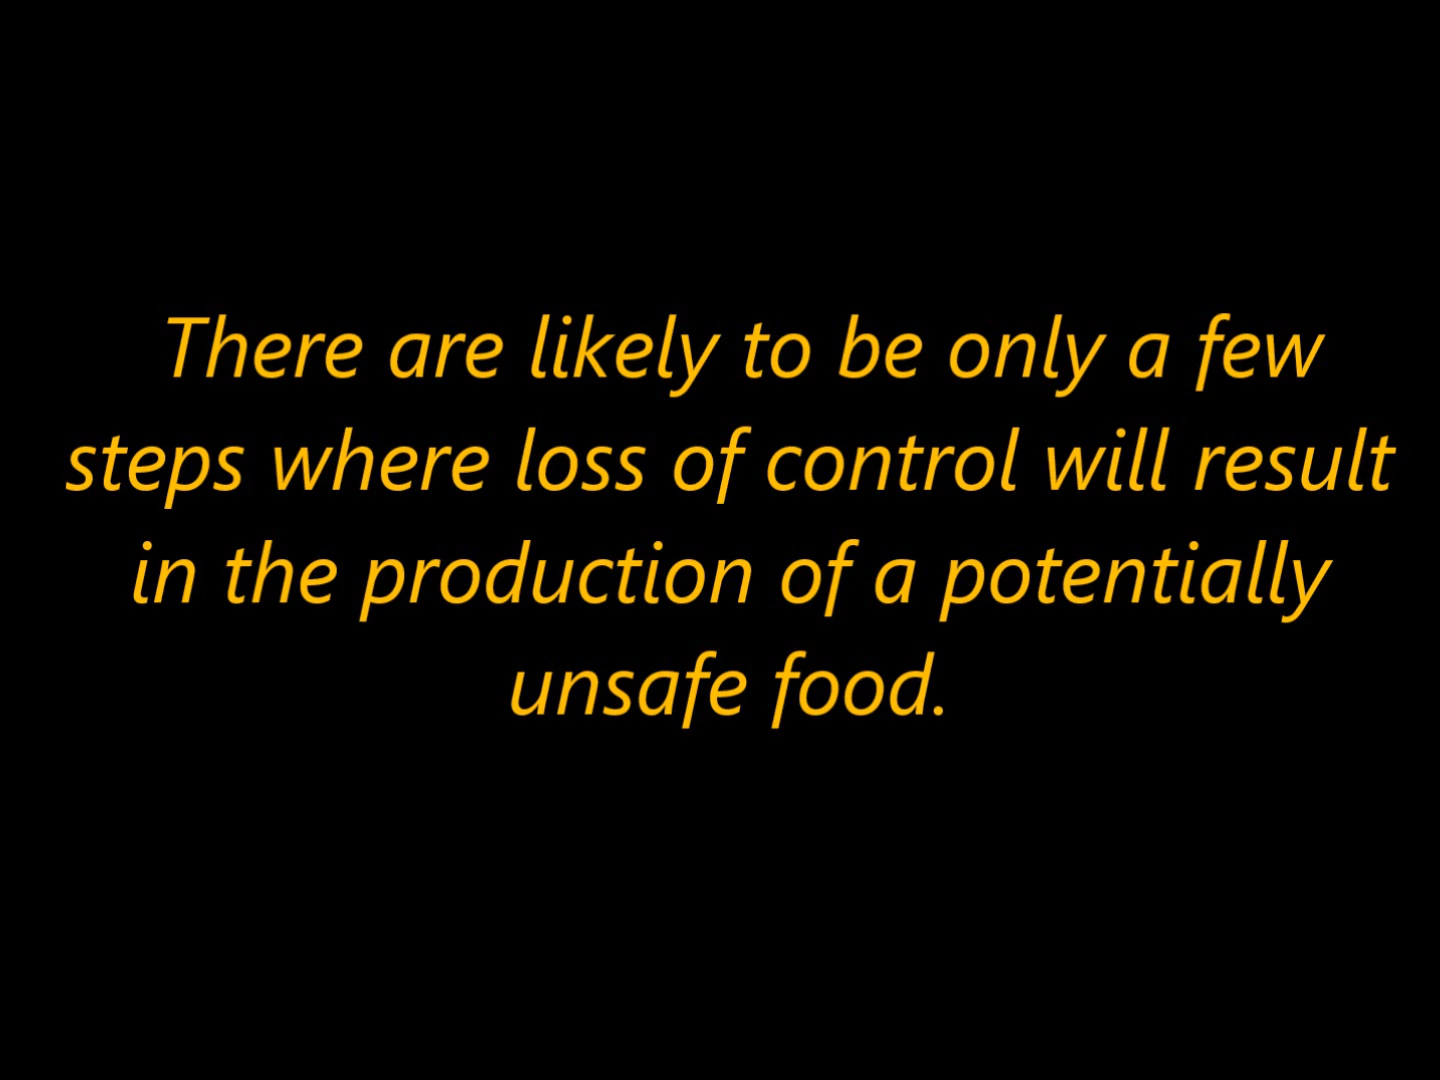 There are likely to be only a few
steps where loss of control will result
in the production of a potentially
unsafe food.